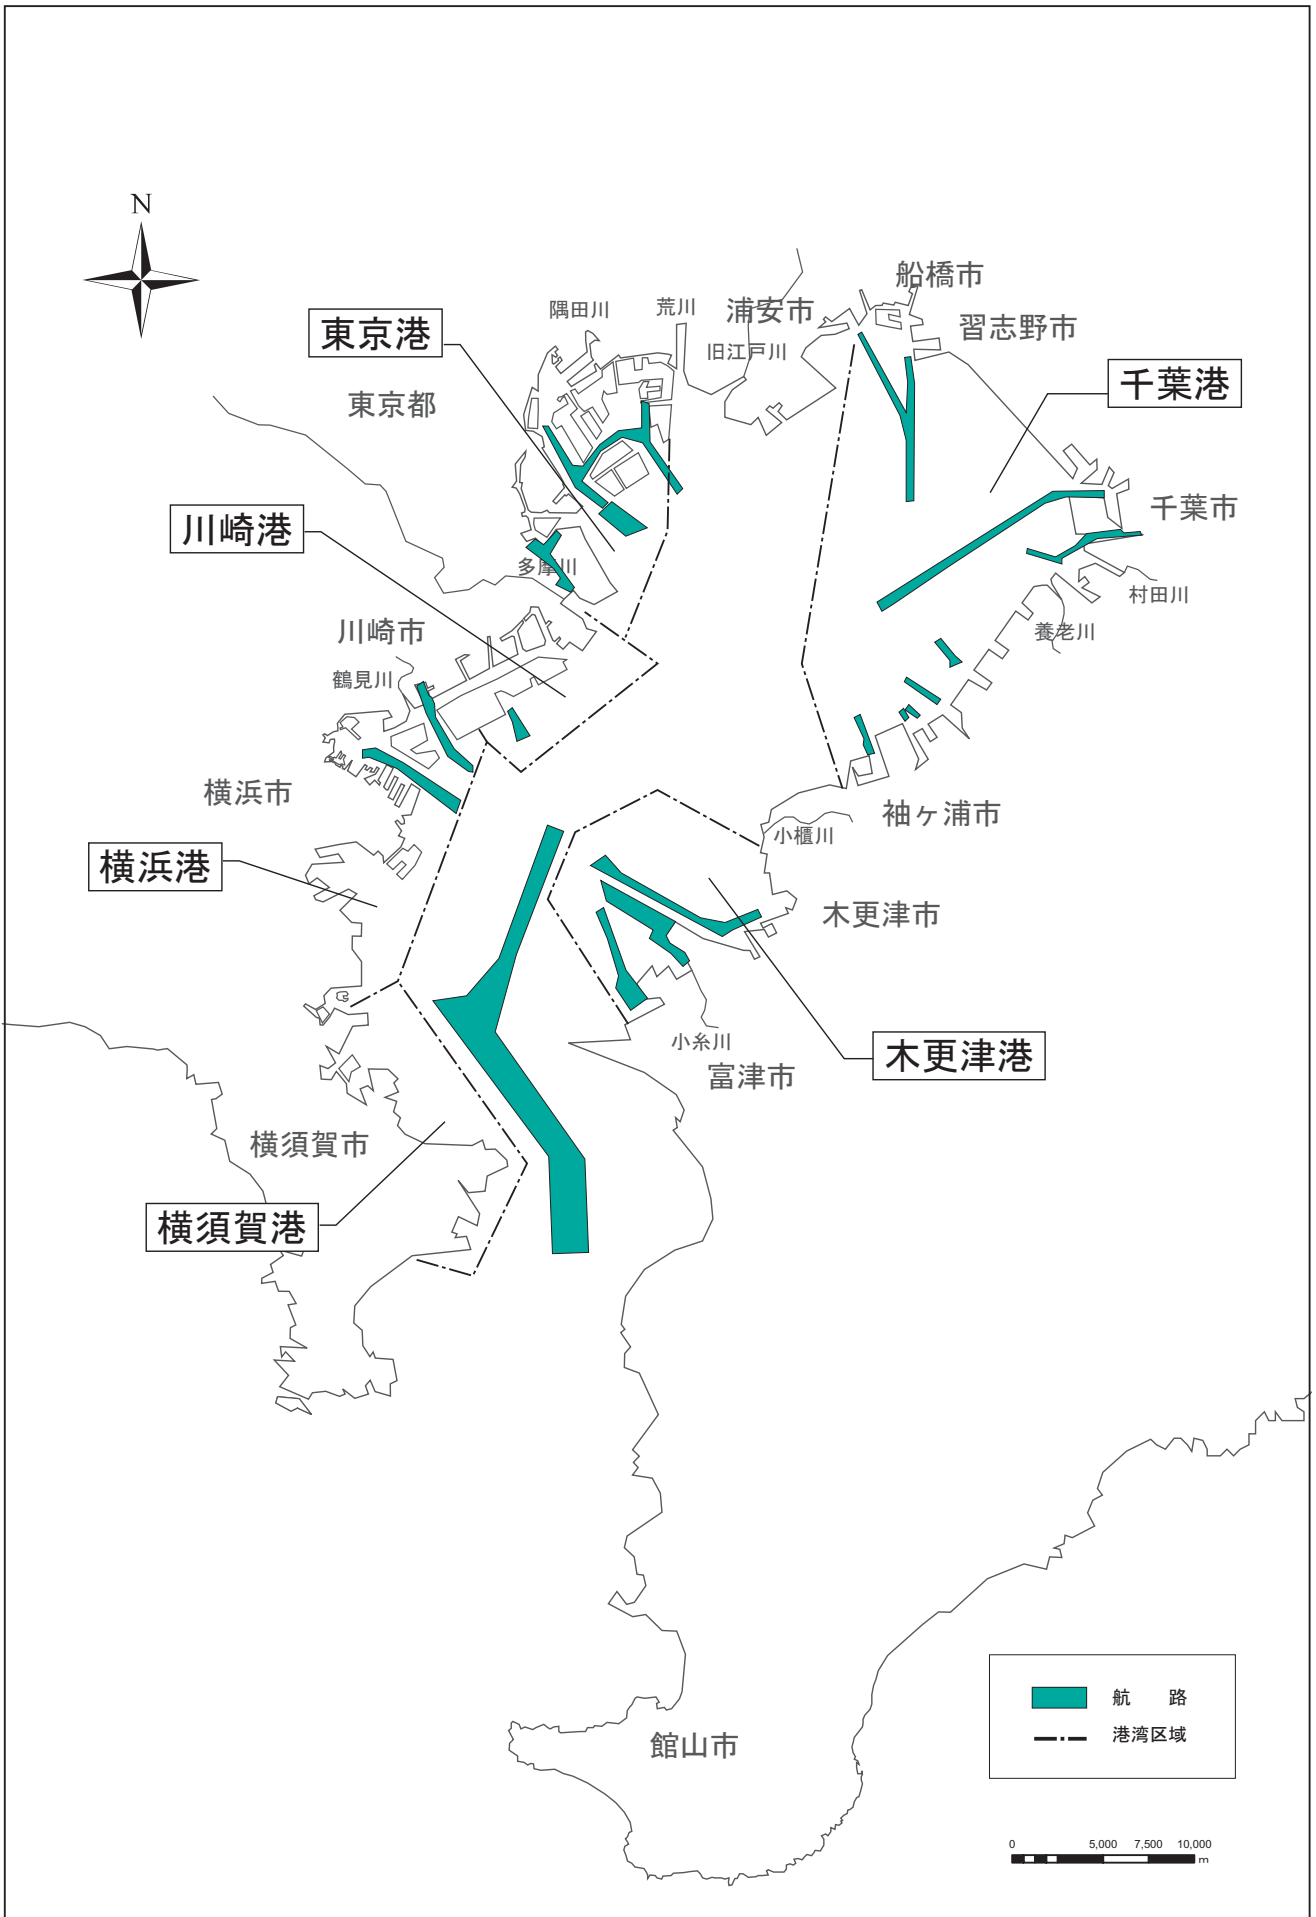 N
船橋市
隅田川
荒川
浦安市
習志野市
東京港
旧江戸川
千葉港
東京都
千葉市
川崎港
多摩川
村田川
川崎市
養老川
鶴見川
横浜市
袖ヶ浦市
小櫃川
横浜港
木更津市
小糸川
木更津港
富津市
横須賀市
横須賀港
航　路
港湾区域
館山市
0 5,000 7,500 10,000
m